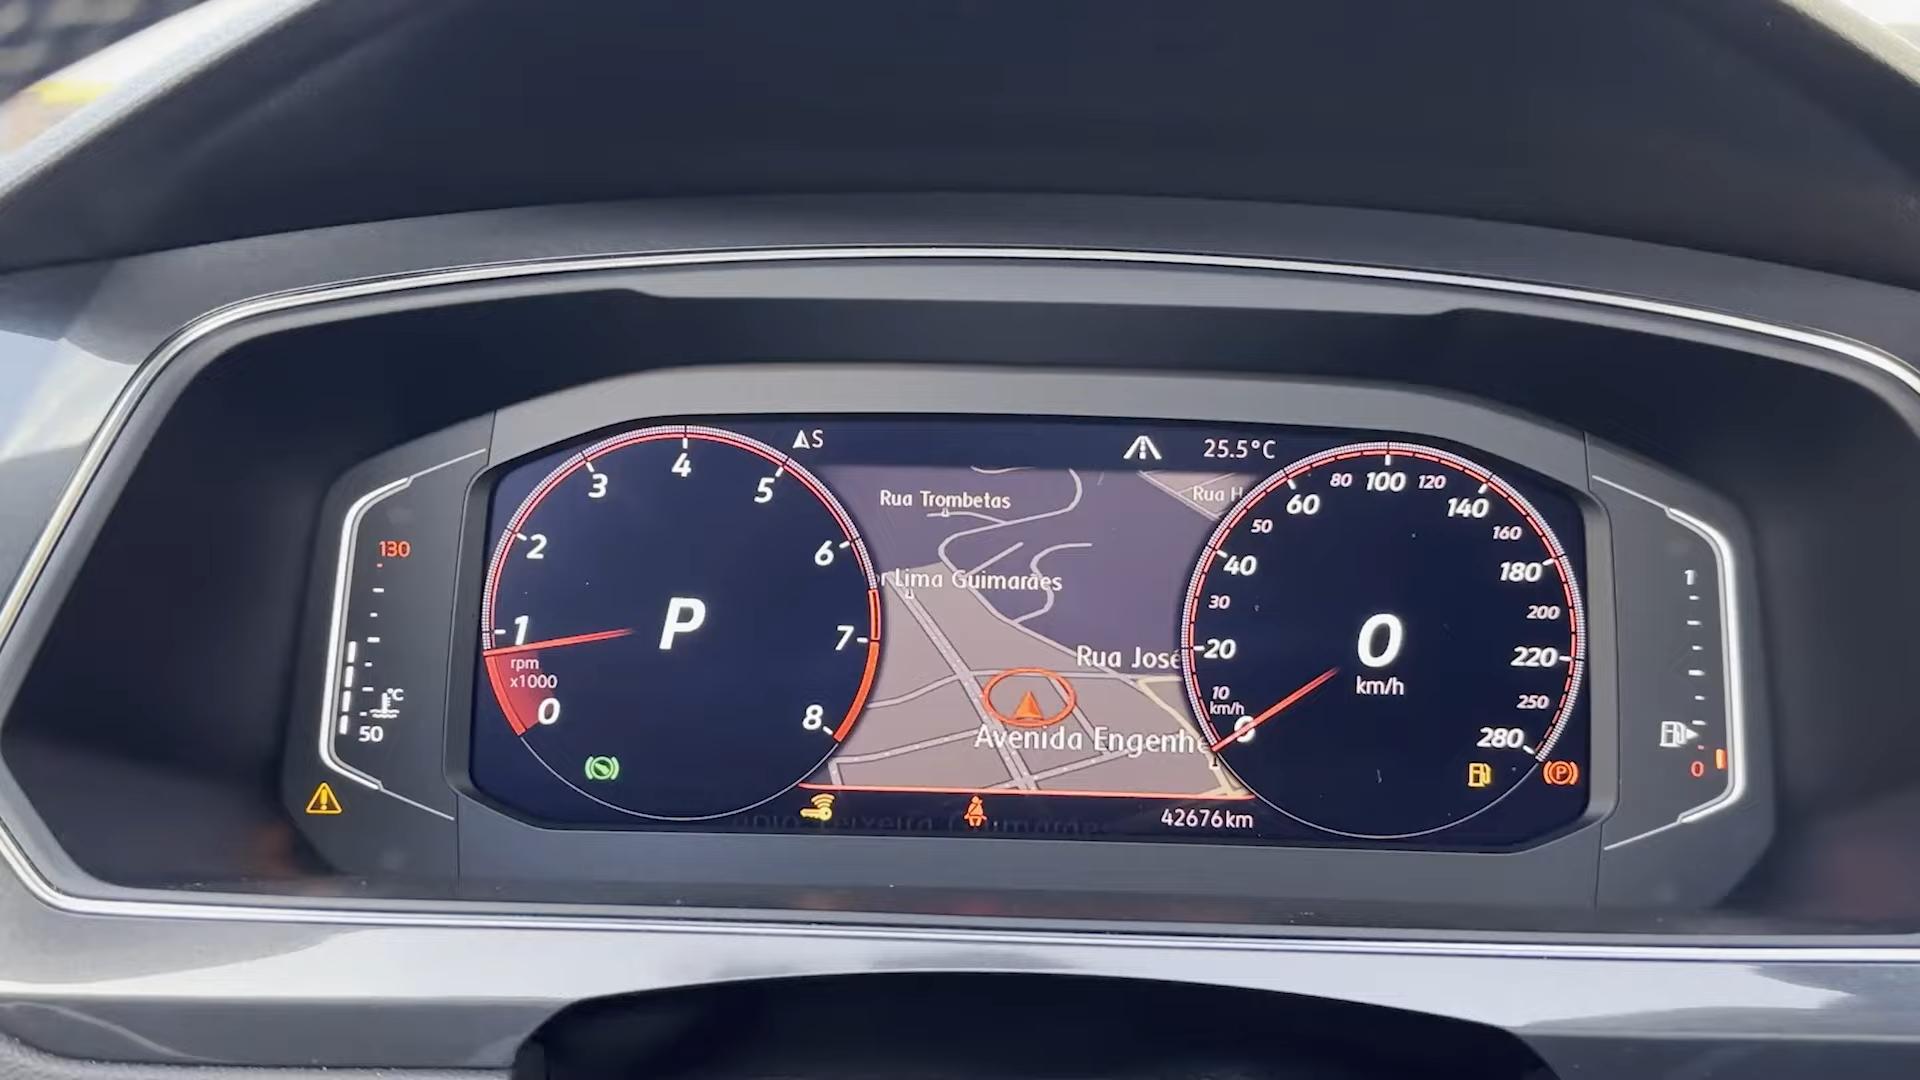 S
25.5°C
130
50
°C
0
1
2
3
4
5
6
7
8
rpm
x1000
P
Rua Trombetas
Rua H
r Lima Guimarães
Rua José
Avenida Engenhe
0
10
km/h
20
30
40
50
60
80
100
120
140
160
180
200
220
250
280
0
km/h
P
42676km
1
0